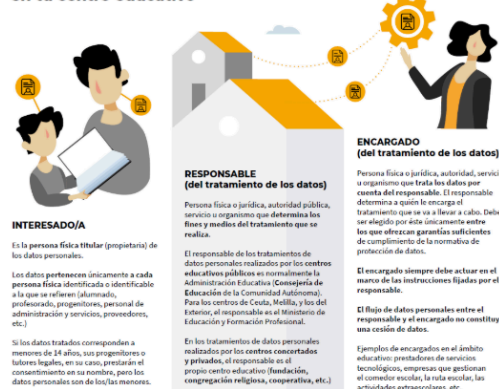 en tu centro educativo
INTERESADO/A
Es la persona física titular (propietaria) de
los datos personales.
Los datos pertenecen únicamente a cada
persona física identificada o identificable
a la que se refieren (alumnado,
profesorado, progenitores, personal de
administración y servicios, proveedores,
etc.)
Si los datos tratados corresponden a
menores de 14 años, sus progenitores o
tutores legales, en su caso, prestarán el
consentimiento en su nombre, pero los
datos personales son de los/las menores.
RESPONSABLE
(del tratamiento de los datos)
Persona física o jurídica, autoridad pública,
servicio u organismo que determina los
fines y medios del tratamiento que se
realiza.
El responsable de los tratamientos de
datos personales realizados por los centros
educativos públicos es normalmente la
Administración Educativa (Consejería de
Educación de la Comunidad Autónoma).
Para los centros de Ceuta, Melilla, y los del
Exterior, el responsable es el Ministerio de
Educación y Formación Profesional.
En los tratamientos de datos personales
realizados por los centros concertados
y privados, el responsable es el
propio centro educativo (fundación,
congregación religiosa, cooperativa, etc.)
ENCARGADO
(del tratamiento de los datos)
Persona física o jurídica, autoridad, servici
u organismo que trata los datos por
cuenta del responsable. El responsable
determina a quién le encarga el
tratamiento que se va a llevar a cabo. Debe
ser elegido por éste únicamente entre
los que ofrezcan garantías suficientes
de cumplimiento de la normativa de
protección de datos.
El encargado siempre debe actuar en el
marco de las instrucciones fijadas por el
responsable.
El flujo de datos personales entre el
responsable y el encargado no constituy
una cesión de datos.
Ejemplos de encargados en el ámbito
educativo: prestadores de servicios
tecnológicos, empresas que gestionan
el comedor escolar, la ruta escolar, las
actividades extraescolares, etc.